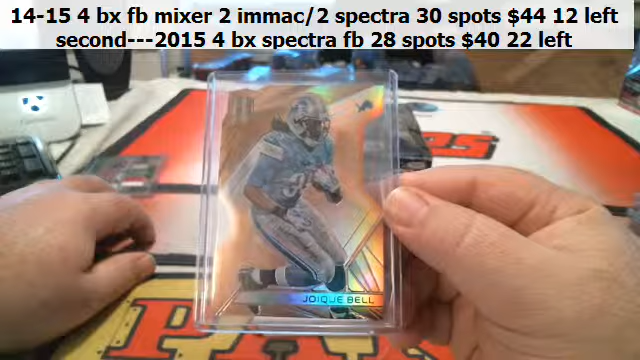 14-15 4 bx fb mixer 2 immac/2 spectra 30 spots $44 12 left
second---2015 4 bx spectra fb 28 spots $40 22 left
JOIQUE BELL